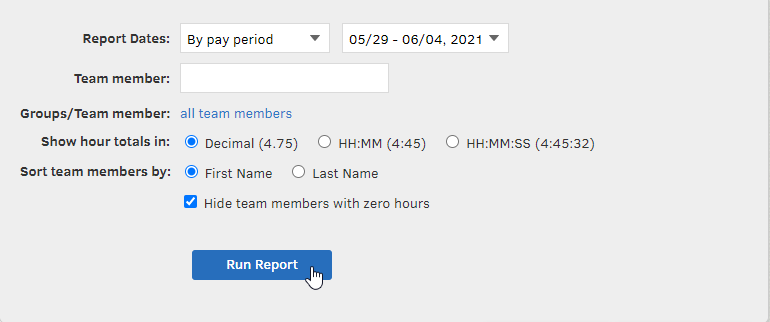 Report Dates: By pay period 05/29 - 06/04, 2021
Team member:
Groups/Team member: all team members
Show hour totals in: Decimal (4.75) HH:MM (4:45) HH:MM:SS (4:45:32)
Sort team members by: First Name Last Name
Hide team members with zero hours
Run Report